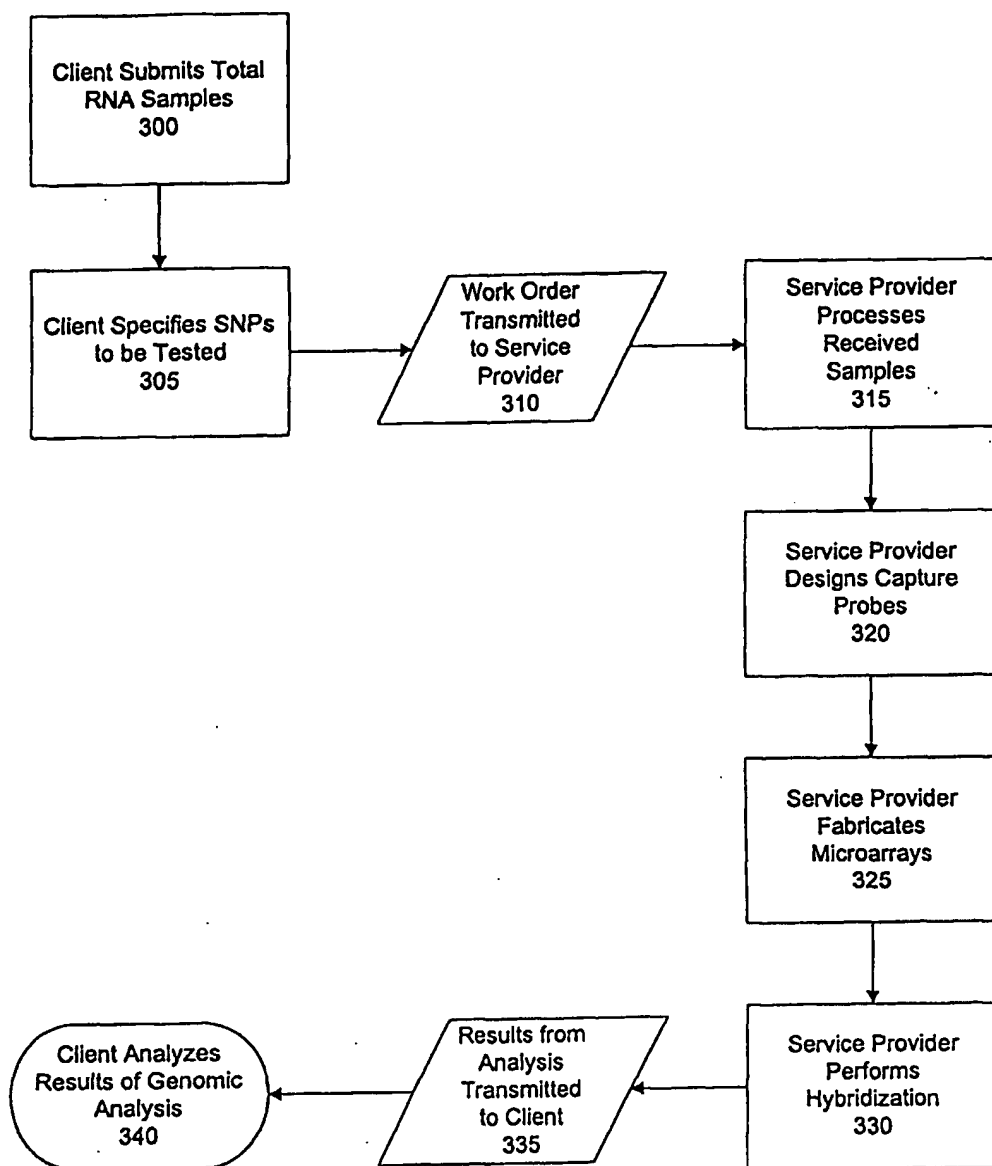 Client Submits Total
RNA Samples
300
Client Specifies SNPs
to be Tested
305
Work Order
Transmitted
to Service
Provider
310
Service Provider
Processes
Received
Samples
315
Service Provider
Designs Capture
Probes
320
Service Provider
Fabricates
Microarrays
325
Service Provider
Performs
Hybridization
330
Results from
Analysis
Transmitted
to Client
335
Client Analyzes
Results of Genomic
Analysis
340